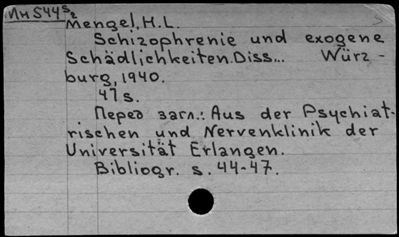 Ин 544 s₂
Mengel, H.L.
Schizophrenie und exogene
Schädlichkeiten. Diss... Würz-
burg, 1940.
47 s.
Перед загл.: Aus der Psychiat-
rischen und Nervenklinik der
Universität Erlangen.
Bibliogr. s. 44-47.